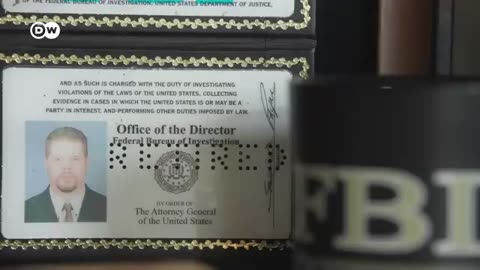 DW
OF THE FEDERAL BUREAU OF INVESTIGATION, UNITED STATES DEPARTMENT OF JUSTICE,
AND AS SUCH IS CHARGED WITH THE DUTY OF INVESTIGATING
VIOLATIONS OF THE LAWS OF THE UNITED STATES, COLLECTING
EVIDENCE IN CASES IN WHICH THE UNITED STATES IS OR MAY BE A
PARTY IN INTEREST, AND PERFORMING OTHER DUTIES IMPOSED BY LAW.
Office of the Director
Federal Bureau of Investigation
RETIRED
BY ORDER OF
The Attorney General
of the United States
FBI